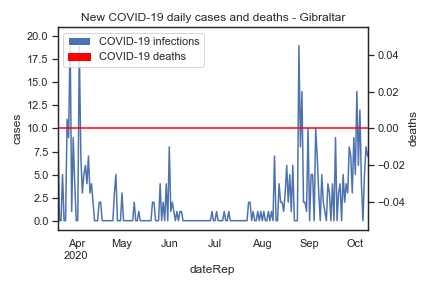 New COVID-19 daily cases and deaths - Gibraltar
COVID-19 infections
COVID-19 deaths
20.0
17.5
15.0
12.5
10.0
7.5
5.0
2.5
0.0
cases
0.04
0.02
0.00
−0.02
−0.04
deaths
Apr May Jun Jul Aug Sep Oct
2020
dateRep